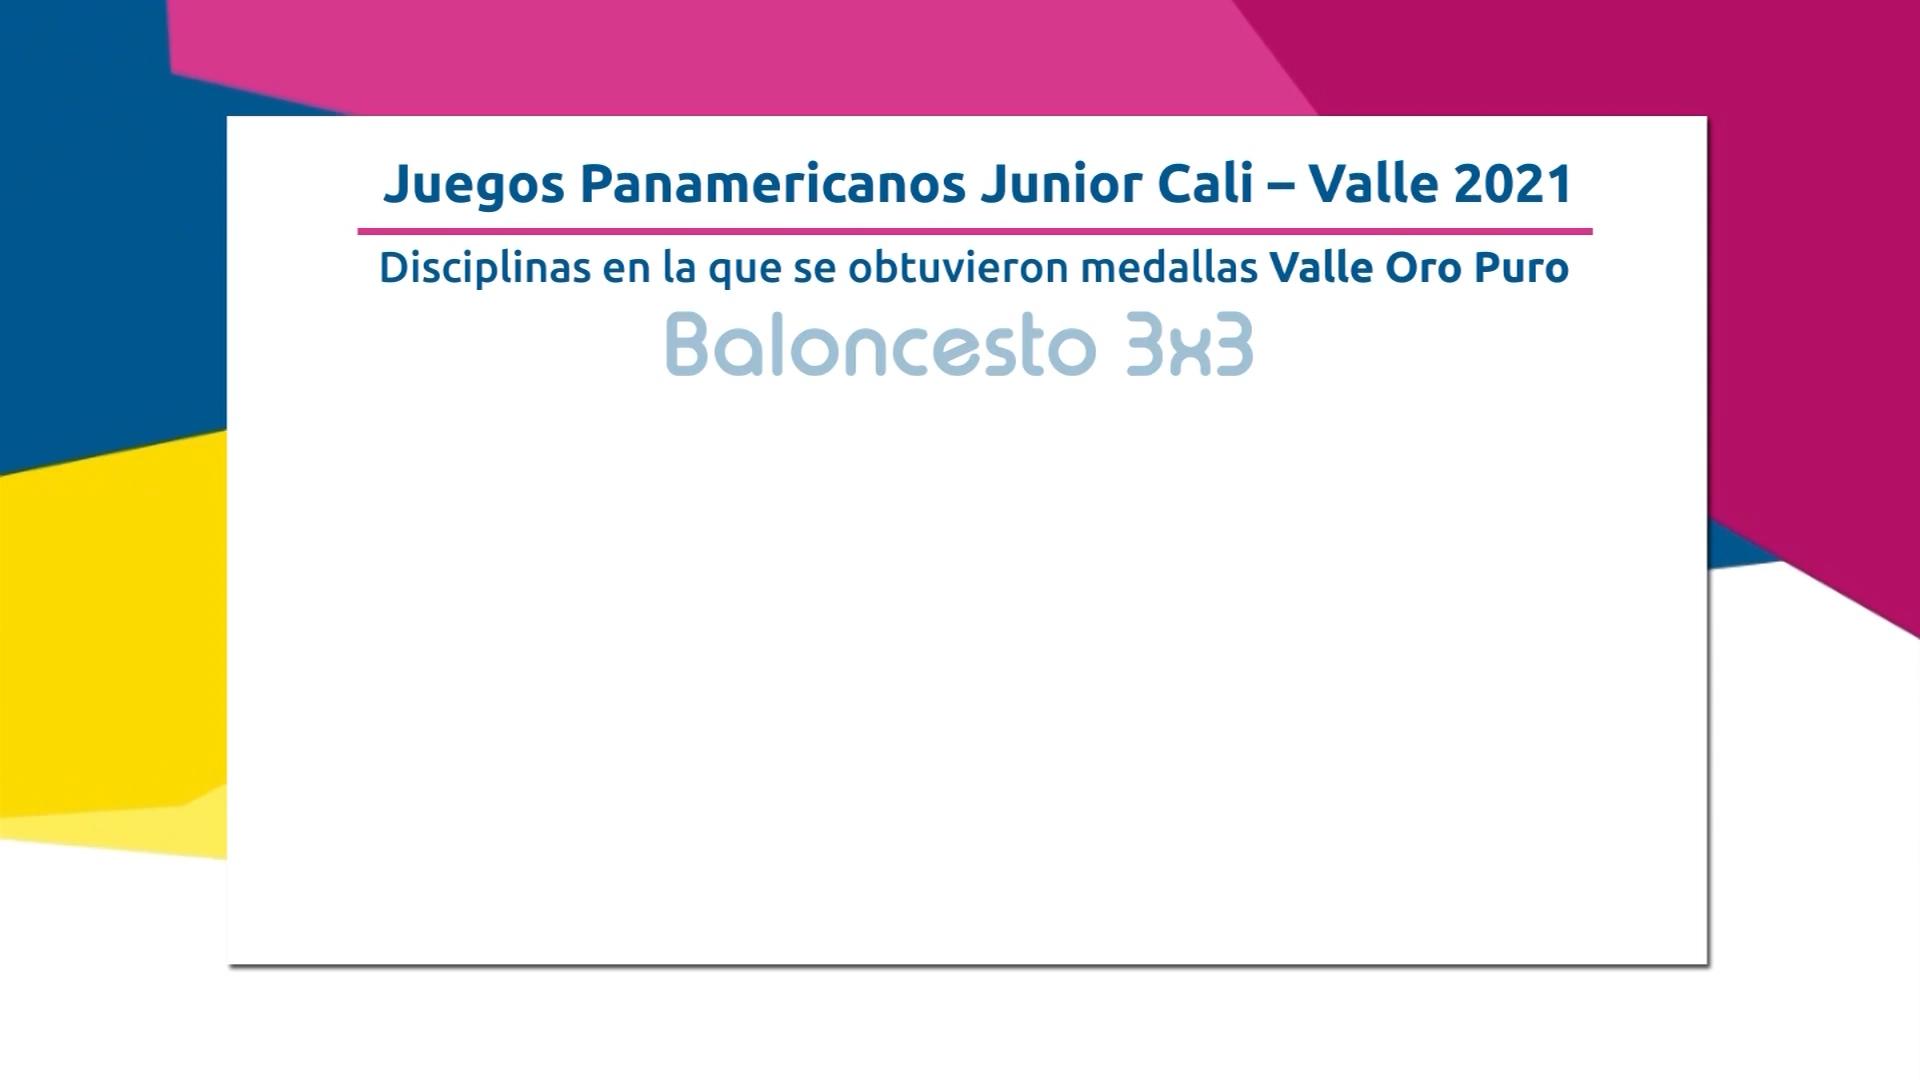 Juegos Panamericanos Junior Cali – Valle 2021
Disciplinas en la que se obtuvieron medallas Valle Oro Puro
Baloncesto 3x3